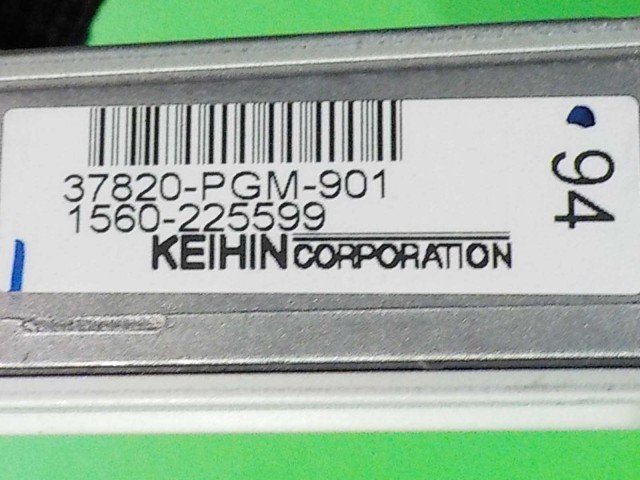 37820-PGM-901
1560-225599
KEIHIN CORPORATION
94